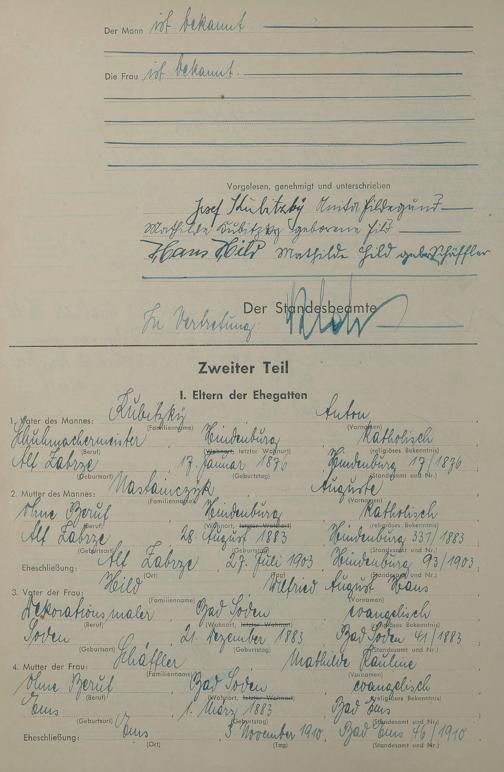 Der Mann ist bekannt
Die Frau ist bekannt.
Vorgelesen, genehmigt und unterschrieben
Josef Kubitzky Anita Hildegund
Mathilde Kubitzky geborene Hild
Hans Hild Mathilde Hild geb. Schäffler
Der Standesbeamte
In Vertretung:
Zweiter Teil
I. Eltern der Ehegatten
Kubitzky Anton
1. Vater des Mannes: (Familienname) (Vornamen)
Schuhmachermeister , Hindenburg , Katholisch
(Beruf) (Wohnort, letzter Wohnort) (religiöses Bekenntnis)
Alt Zabrze , 17. Januar 1876 , Hindenburg 17/1876
(Geburtsort) (Geburtstag) (Standesamt und Nr.)
Auguste
2. Mutter des Mannes: (Familienname) (Vornamen)
ohne Beruf , Hindenburg , Katholisch
(Beruf) (Wohnort, letzter Wohnort) (religiöses Bekenntnis)
Alt Zabrze , 28. August 1883 , Hindenburg 331/1883
(Geburtsort) (Geburtstag) (Standesamt und Nr.)
Eheschließung: Alt Zabrze , 27. Juli 1903 , Hindenburg 93/1903
(Ort) (Tag) (Standesamt und Nr.)
Hild Wilfried August Hans
3. Vater der Frau: (Familienname) (Vornamen)
Dekorationsmaler , Bad Soden , evangelisch
(Beruf) (Wohnort, letzter Wohnort) (religiöses Bekenntnis)
Soden , 21. Dezember 1883 , Bad Soden 41/1883
(Geburtsort) (Geburtstag) (Standesamt und Nr.)
Schäffler Mathilde Pauline
4. Mutter der Frau: (Familienname) (Vornamen)
ohne Beruf , Bad Soden , evangelisch
(Beruf) (Wohnort, letzter Wohnort) (religiöses Bekenntnis)
Ems , 1. März 1883 , Bad Ems
(Geburtsort) (Geburtstag) (Standesamt und Nr.)
Eheschließung: Ems , 5 November 1910, Bad Ems 46/1910
(Ort) (Tag) (Standesamt und Nr.)